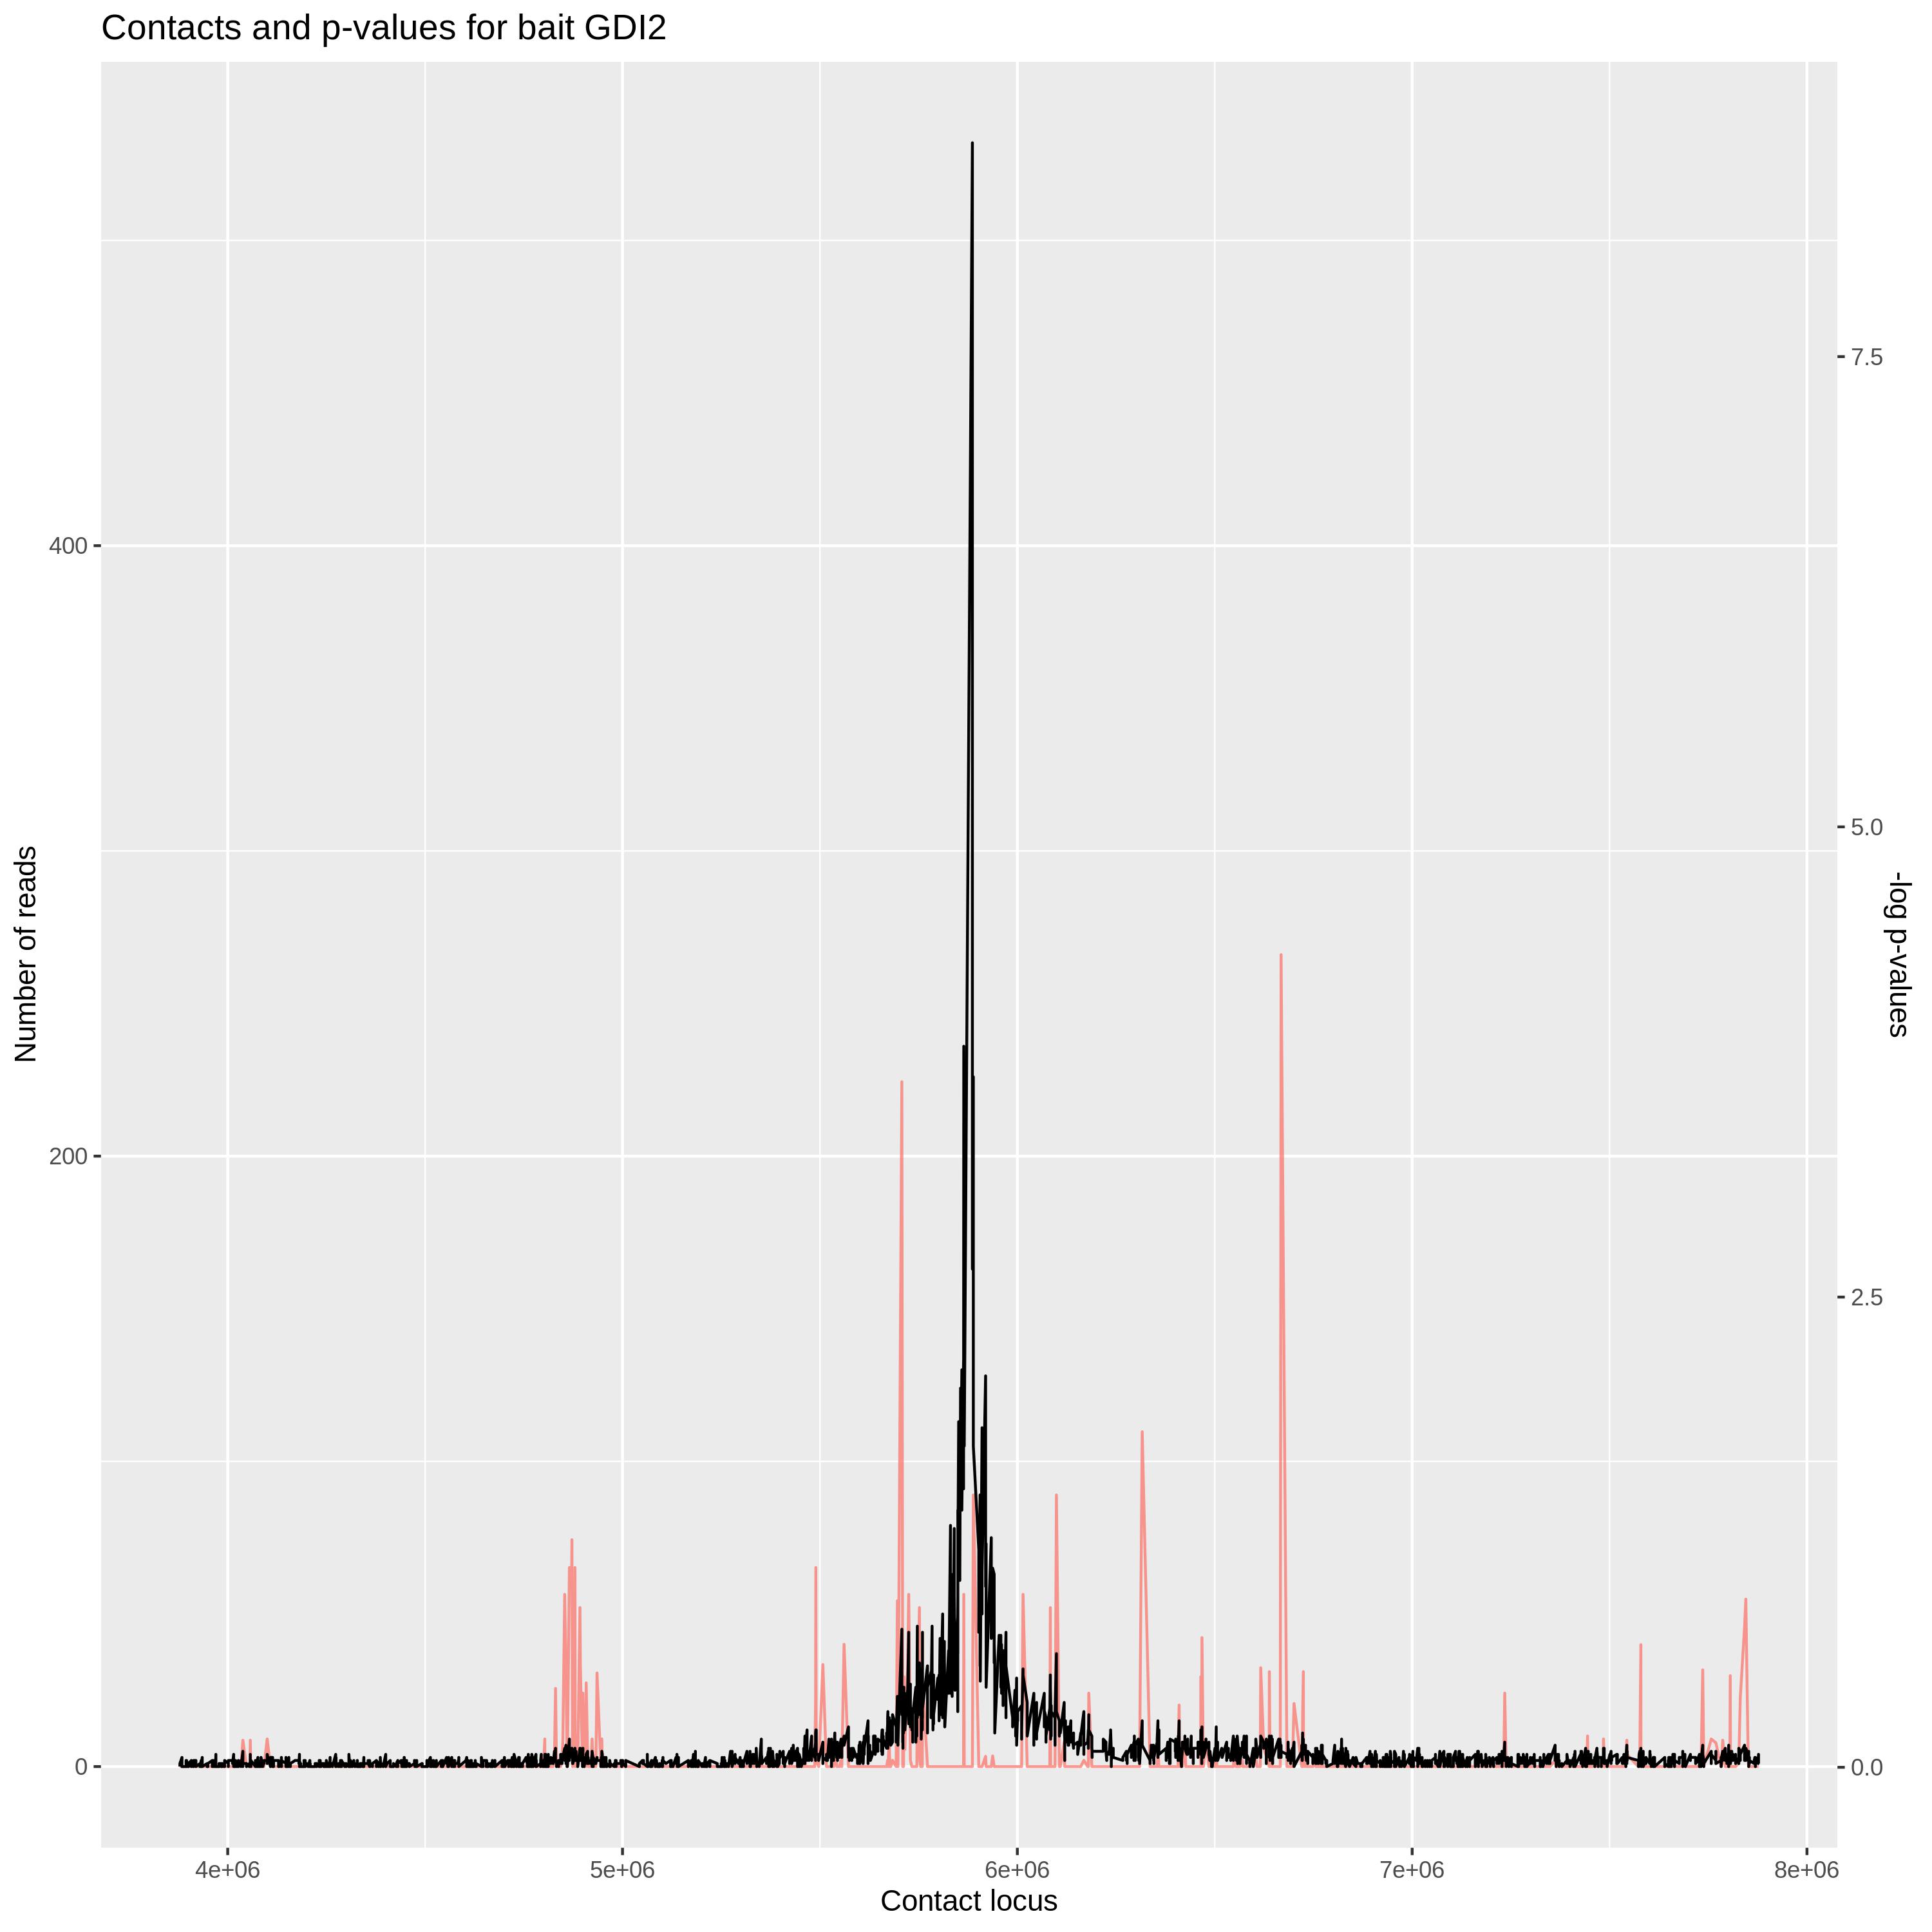 Contacts and p-values for bait GDI2
Number of reads
400
200
0
7.5
5.0
2.5
0.0
-log p-values
4e+06
5e+06
6e+06
7e+06
8e+06
Contact locus